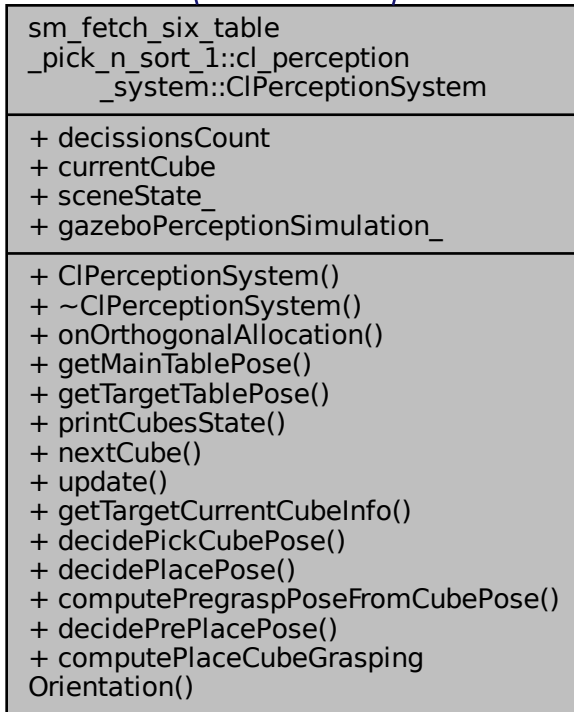 sm_fetch_six_table
_pick_n_sort_1::cl_perception
_system::ClPerceptionSystem
+ decissionsCount
+ currentCube
+ sceneState_
+ gazeboPerceptionSimulation_
+ ClPerceptionSystem()
+ ~ClPerceptionSystem()
+ onOrthogonalAllocation()
+ getMainTablePose()
+ getTargetTablePose()
+ printCubesState()
+ nextCube()
+ update()
+ getTargetCurrentCubeInfo()
+ decidePickCubePose()
+ decidePlacePose()
+ computePregraspPoseFromCubePose()
+ decidePrePlacePose()
+ computePlaceCubeGrasping
Orientation()